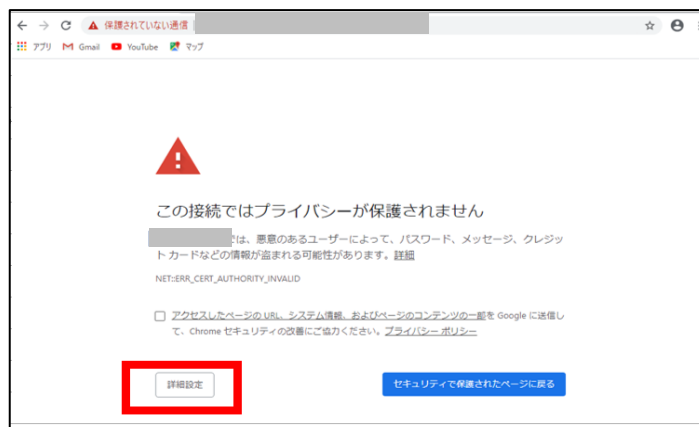 保護されていない通信
アプリ Gmail YouTube マップ
この接続ではプライバシーが保護されません
では、悪意のあるユーザーによって、パスワード、メッセージ、クレジッ
ト カードなどの情報が盗まれる可能性があります。詳細
NET::ERR_CERT_AUTHORITY_INVALID
アクセスしたページの URL、システム情報、およびページのコンテンツの一部を Google に送信し
て、Chrome セキュリティの改善にご協力ください。プライバシー ポリシー
詳細設定 セキュリティで保護されたページに戻る